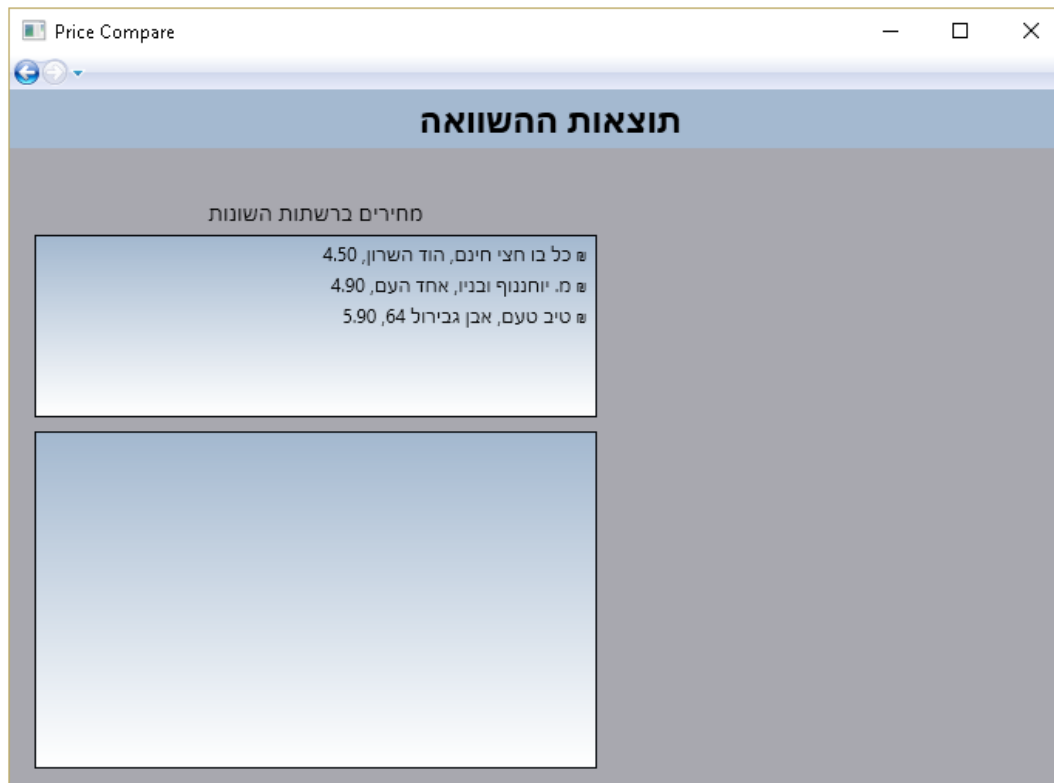 Price Compare
תוצאות ההשוואה
מחירים ברשתות השונות
₪ כל בו חצי חינם, הוד השרון, 4.50
₪ מ. יוחננוף ובניו, אחד העם, 4.90
₪ טיב טעם, אבן גבירול 64, 5.90